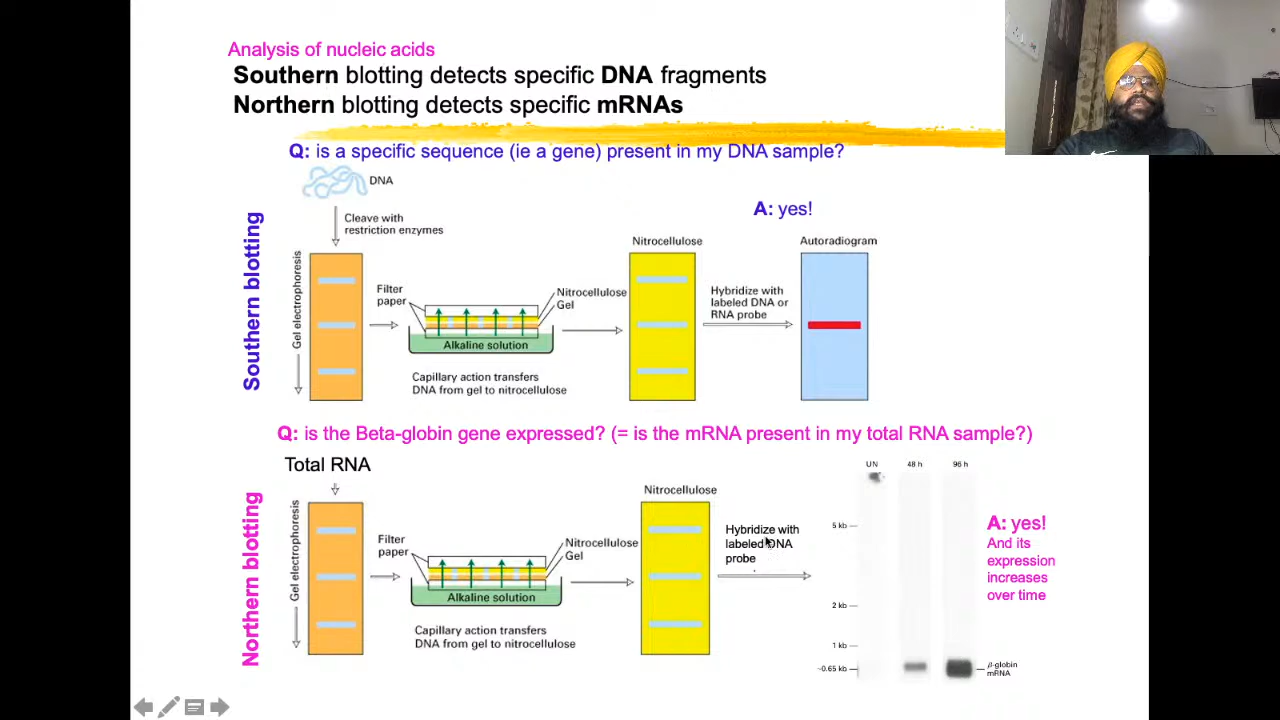 Analysis of nucleic acids
Southern blotting detects specific DNA fragments
Northern blotting detects specific mRNAs
Q: is a specific sequence (ie a gene) present in my DNA sample?
DNA
A: yes!
Southern blotting
Cleave with
restriction enzymes
Gel electrophoresis
Filter
paper
Nitrocellulose
Gel
Alkaline solution
Capillary action transfers
DNA from gel to nitrocellulose
Nitrocellulose
Hybridize with
labeled DNA or
RNA probe
Autoradiogram
Q: is the Beta-globin gene expressed? (= is the mRNA present in my total RNA sample?)
Total RNA
Northern blotting
Gel electrophoresis
Filter
paper
Nitrocellulose
Gel
Alkaline solution
Capillary action transfers
DNA from gel to nitrocellulose
Nitrocellulose
Hybridize with
labeled DNA
probe
UN 48 h 96 h
5 kb
2 kb
1 kb
~0.65 kb
β-globin
mRNA
A: yes!
And its
expression
increases
over time